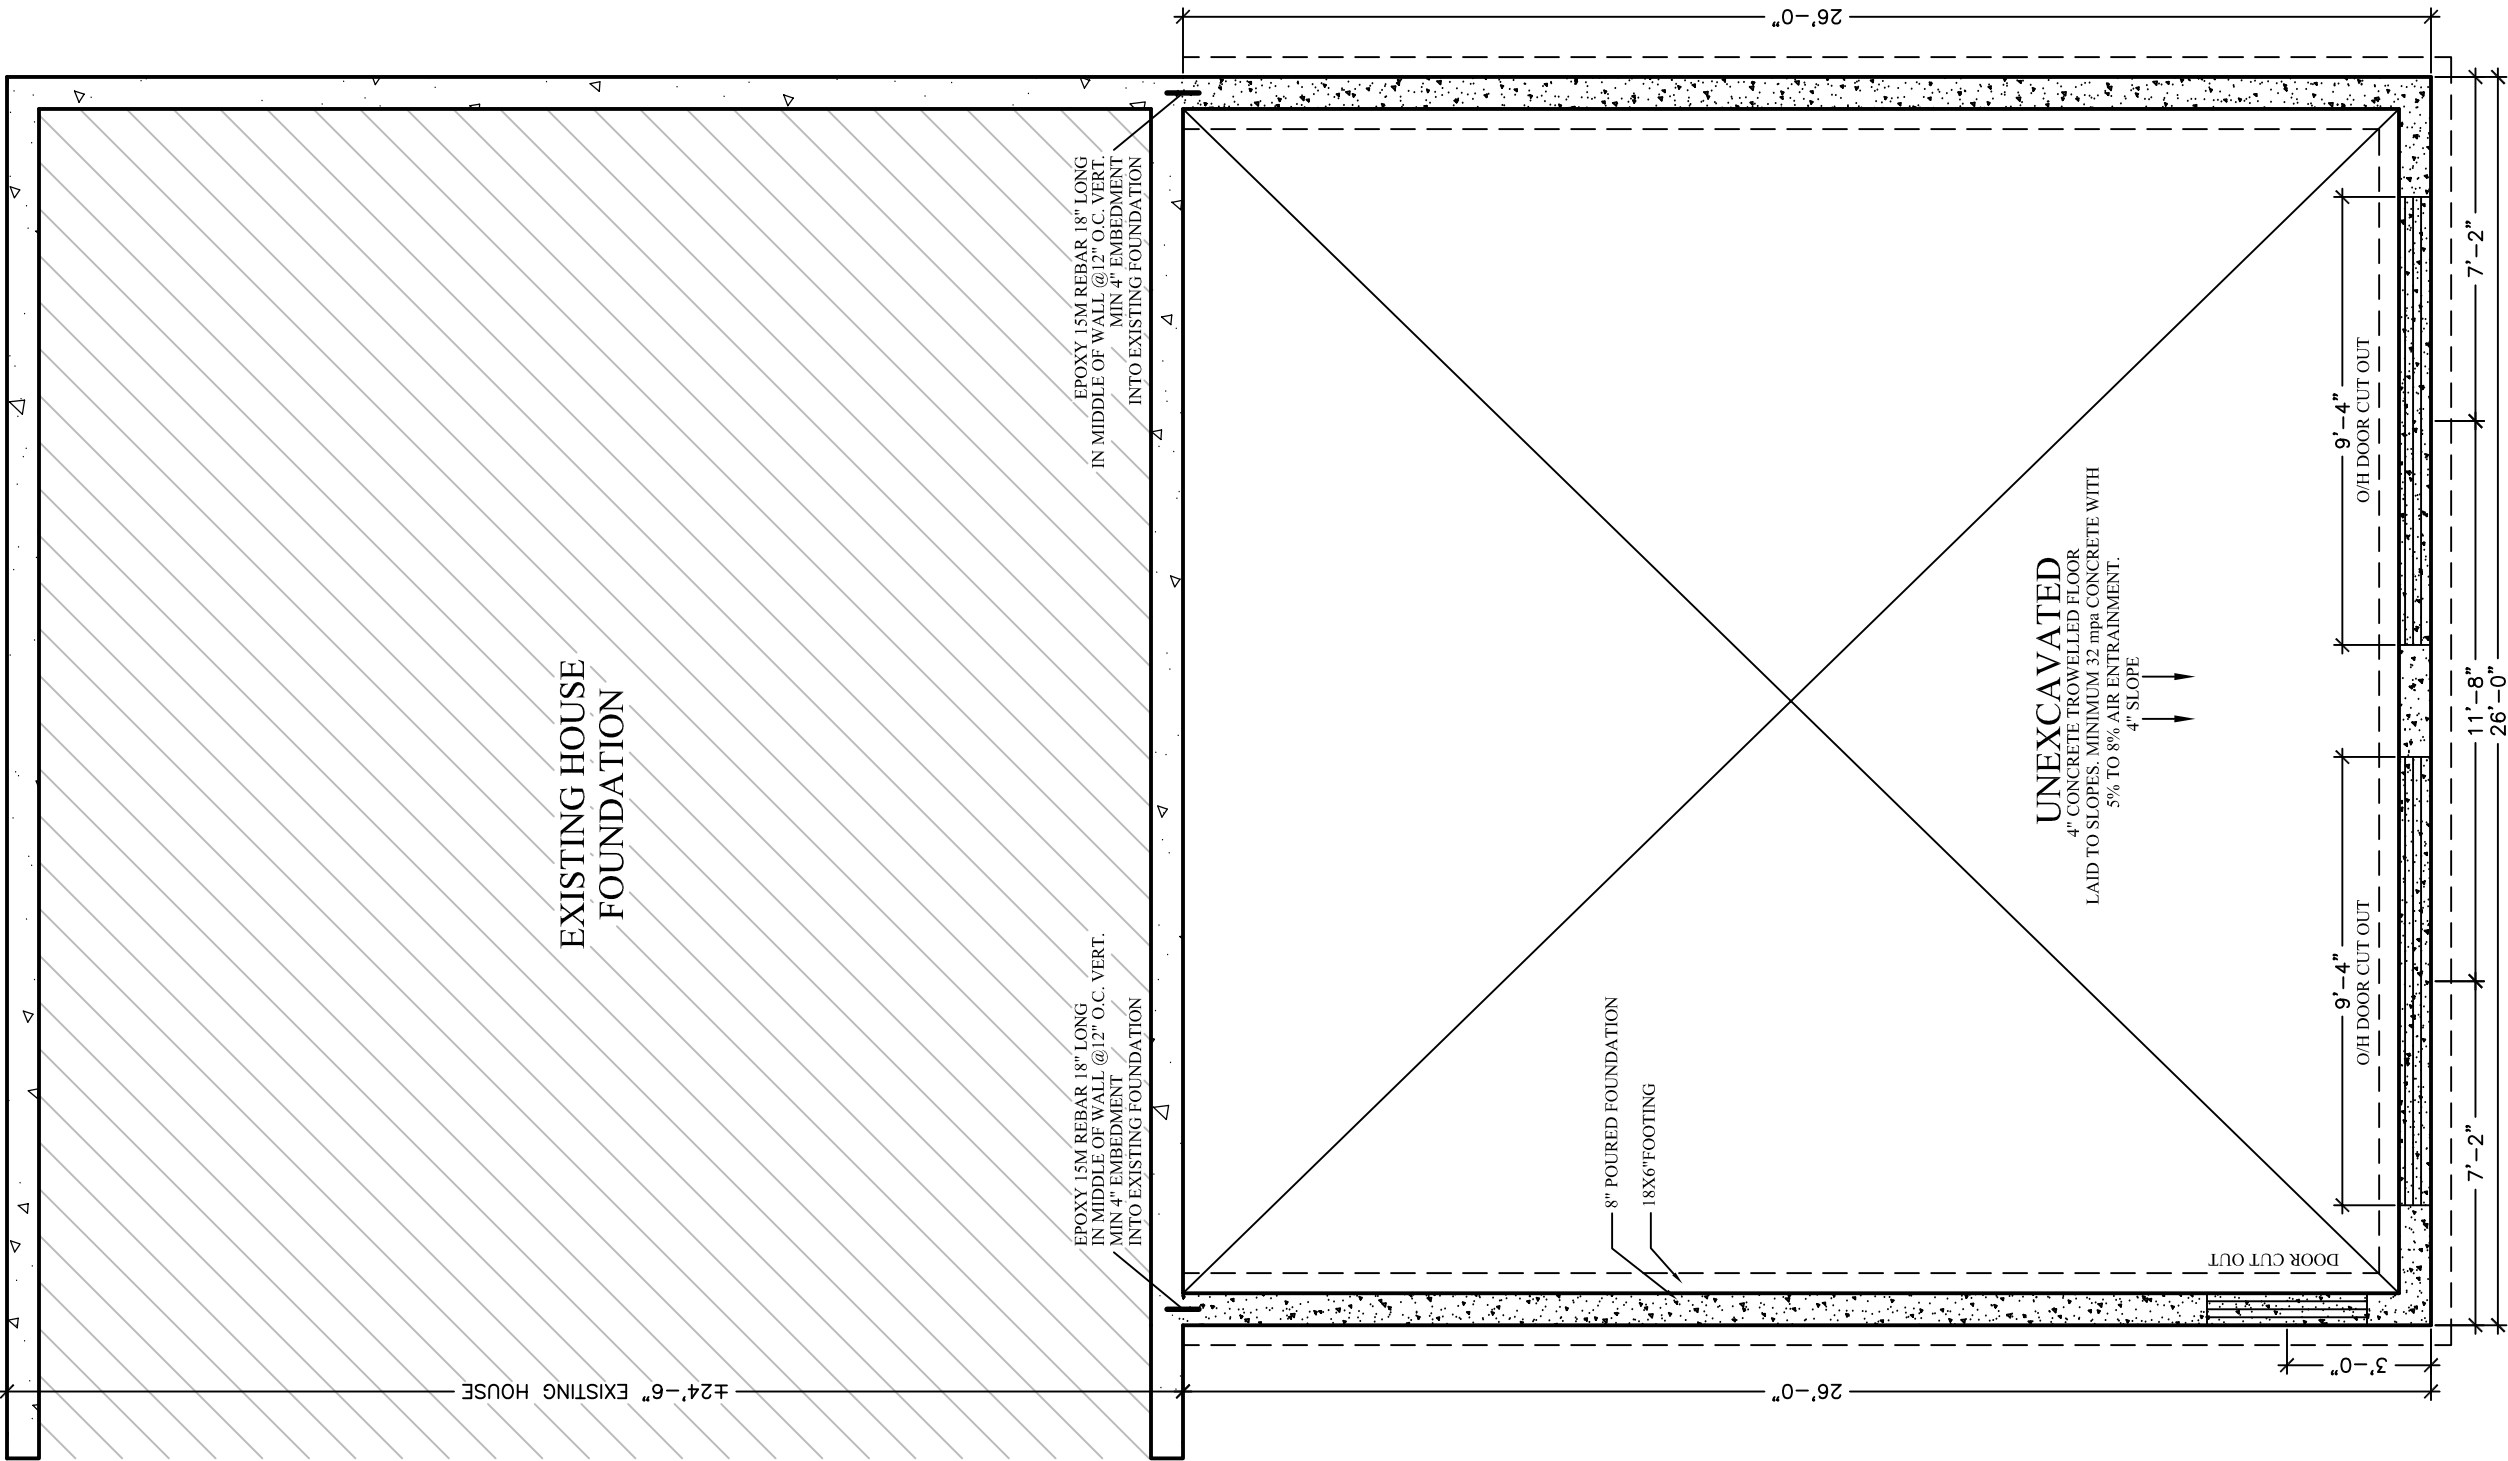 EXISTING HOUSE
FOUNDATION
±24'-6" EXISTING HOUSE
EPOXY 15M REBAR 18" LONG
IN MIDDLE OF WALL @12" O.C. VERT.
MIN 4" EMBEDMENT
INTO EXISTING FOUNDATION
EPOXY 15M REBAR 18" LONG
IN MIDDLE OF WALL @12" O.C. VERT.
MIN 4" EMBEDMENT
INTO EXISTING FOUNDATION
8" POURED FOUNDATION
18X6"FOOTING
UNEXCAVATED
4" CONCRETE TROWELLED FLOOR
LAID TO SLOPES. MINIMUM 32 mpa CONCRETE WITH
5% TO 8% AIR ENTRAINMENT.
4" SLOPE
DOOR CUT OUT
9'-4"
O/H DOOR CUT OUT
9'-4"
O/H DOOR CUT OUT
26'-0"
26'-0"
3'-0"
7'-2"
11'-8"
7'-2"
26'-0"